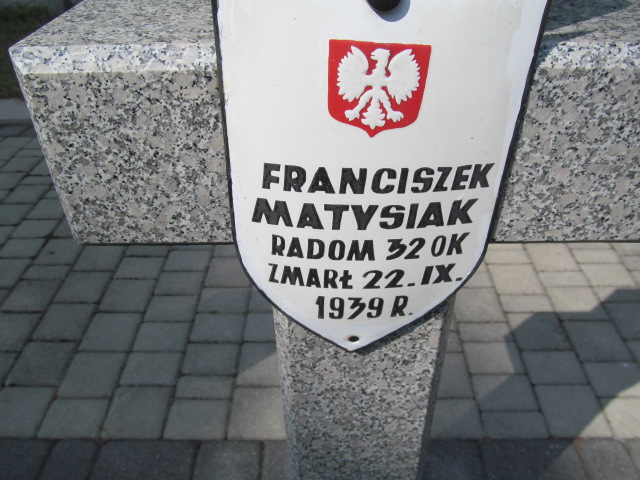 FRANCISZEK
MATYSIAK
RADOM 32 OK
ZMARŁ 22. IX.
1939 R.